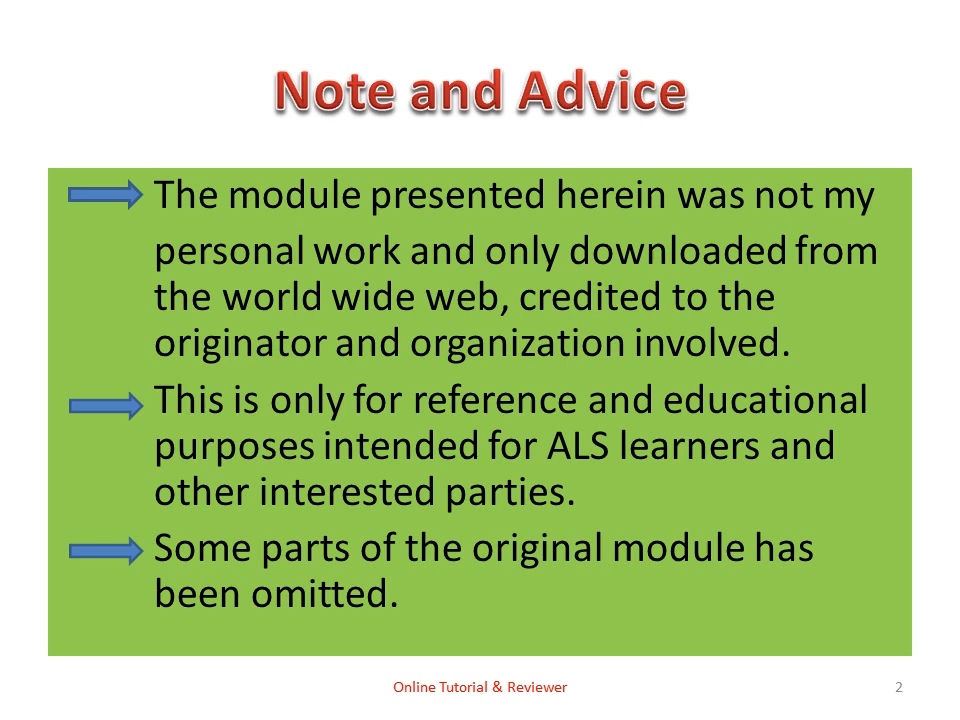 Note and Advice
The module presented herein was not my
personal work and only downloaded from
the world wide web, credited to the
originator and organization involved.
This is only for reference and educational
purposes intended for ALS learners and
other interested parties.
Some parts of the original module has
been omitted.
Online Tutorial & Reviewer
2